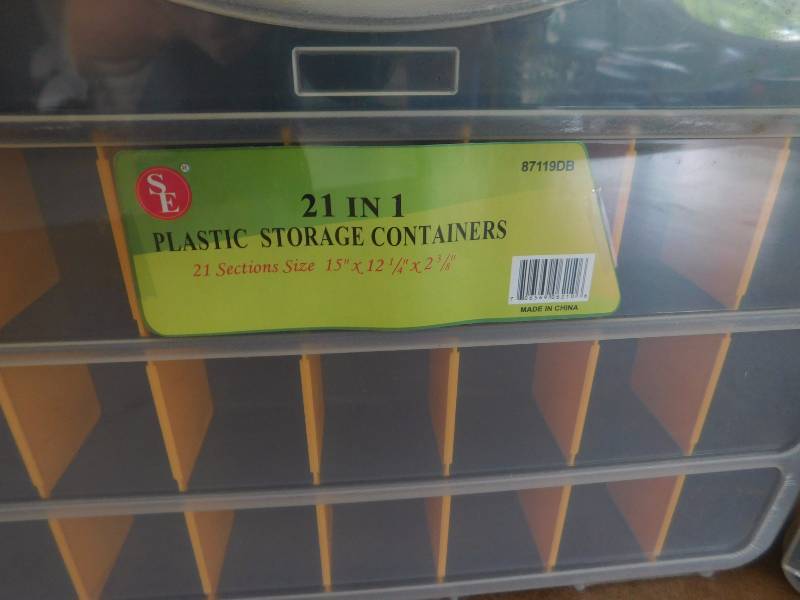 SE®
87119DB
21 IN 1
PLASTIC STORAGE CONTAINERS
21 Sections Size 15" x 12 1/4" x 2 3/8"
MADE IN CHINA